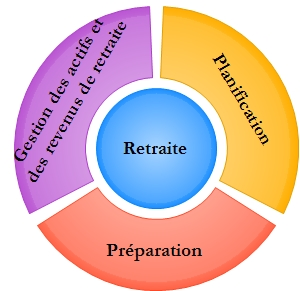 Gestion des actifs et
des revenus de retraite
Planification
Retraite
Préparation